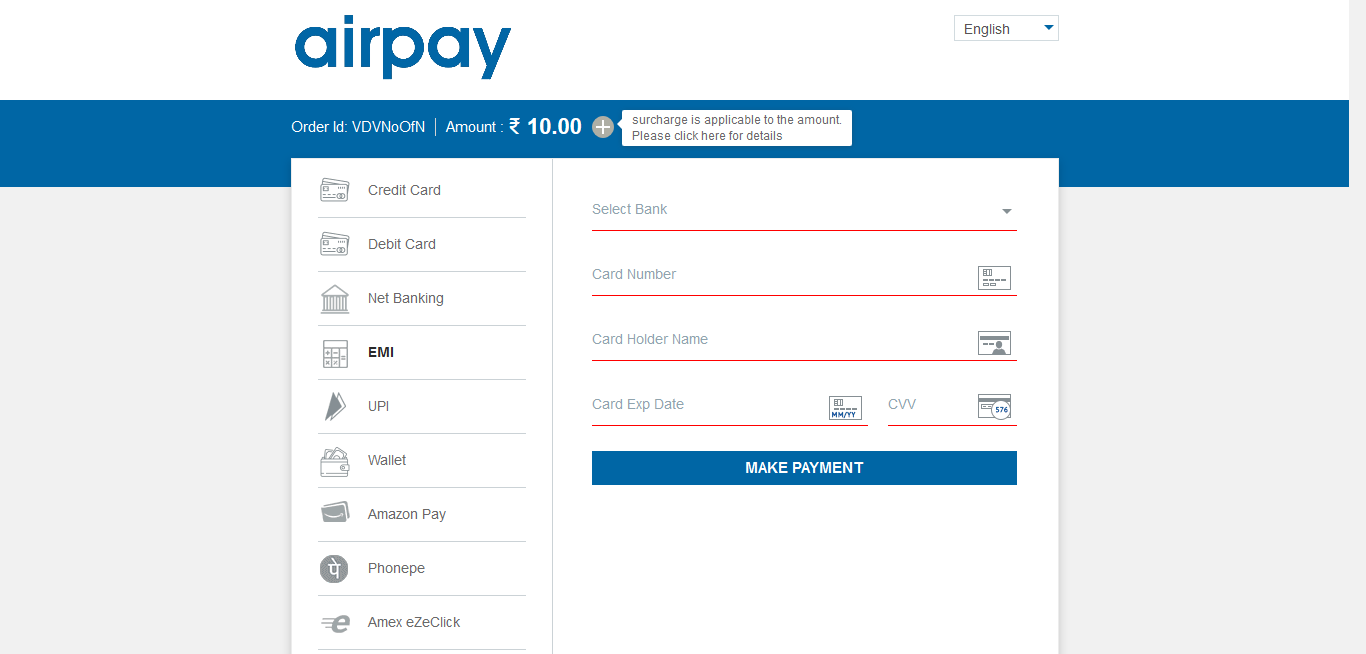 airpay
English
Order Id: VDVNoOfN
Amount : ₹ 10.00
surcharge is applicable to the amount.
Please click here for details
Credit Card
Debit Card
Net Banking
EMI
UPI
Wallet
Amazon Pay
पे
Phonepe
e
Amex eZeClick
Select Bank
Card Number
Card Holder Name
Card Exp Date
MM/YY
CVV
576
MAKE PAYMENT